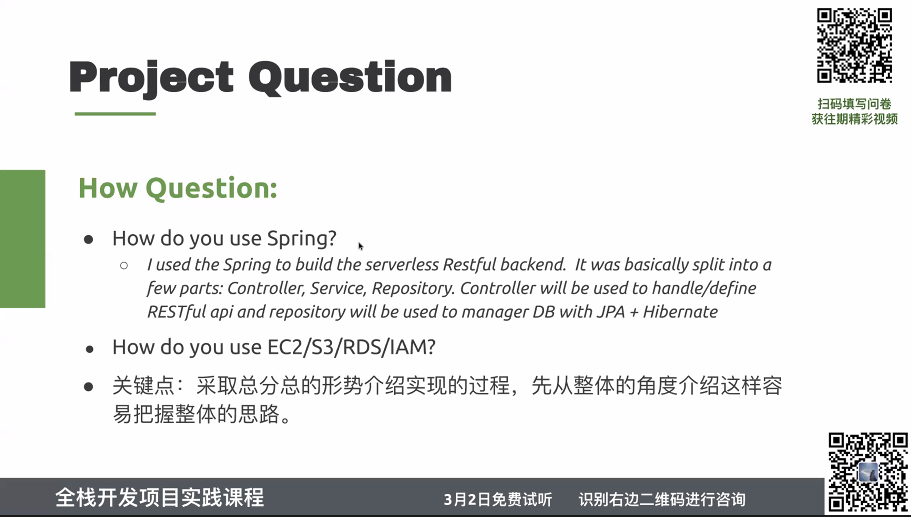 Project Question
扫码填写问卷
获往期精彩视频
How Question:
● How do you use Spring?
○ I used the Spring to build the serverless Restful backend. It was basically split into a
few parts: Controller, Service, Repository. Controller will be used to handle/define
RESTful api and repository will be used to manager DB with JPA + Hibernate
● How do you use EC2/S3/RDS/IAM?
● 关键点：采取总分总的形势介绍实现的过程，先从整体的角度介绍这样容
易把握整体的思路。
全栈开发项目实践课程
3月2日免费试听 识别右边二维码进行咨询